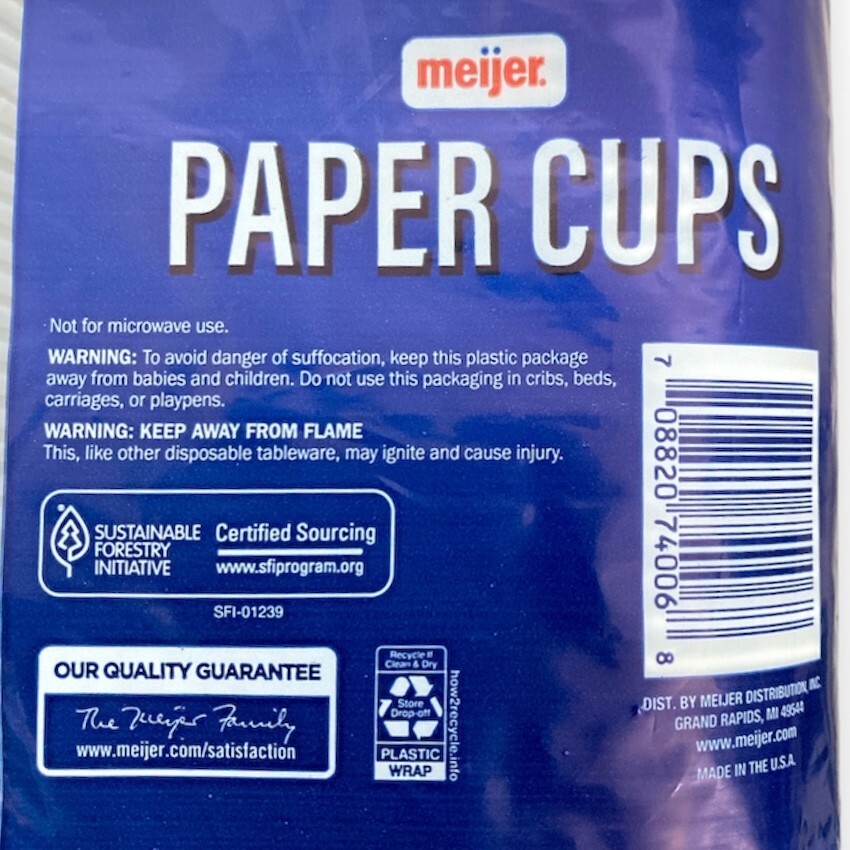 meijer.
PAPER CUPS
Not for microwave use.
WARNING: To avoid danger of suffocation, keep this plastic package
away from babies and children. Do not use this packaging in cribs, beds,
carriages, or playpens.
WARNING: KEEP AWAY FROM FLAME
This, like other disposable tableware, may ignite and cause injury.
SUSTAINABLE
FORESTRY
INITIATIVE
Certified Sourcing
www.sfiprogram.org
SFI-01239
OUR QUALITY GUARANTEE
The Meijer Family
www.meijer.com/satisfaction
Recycle If
Clean & Dry
Store
Drop-off
PLASTIC
WRAP
how2recycle.info
7 08820 74006 8
DIST. BY MEIJER DISTRIBUTION, INC.
GRAND RAPIDS, MI 49544
www.meijer.com
MADE IN THE U.S.A.